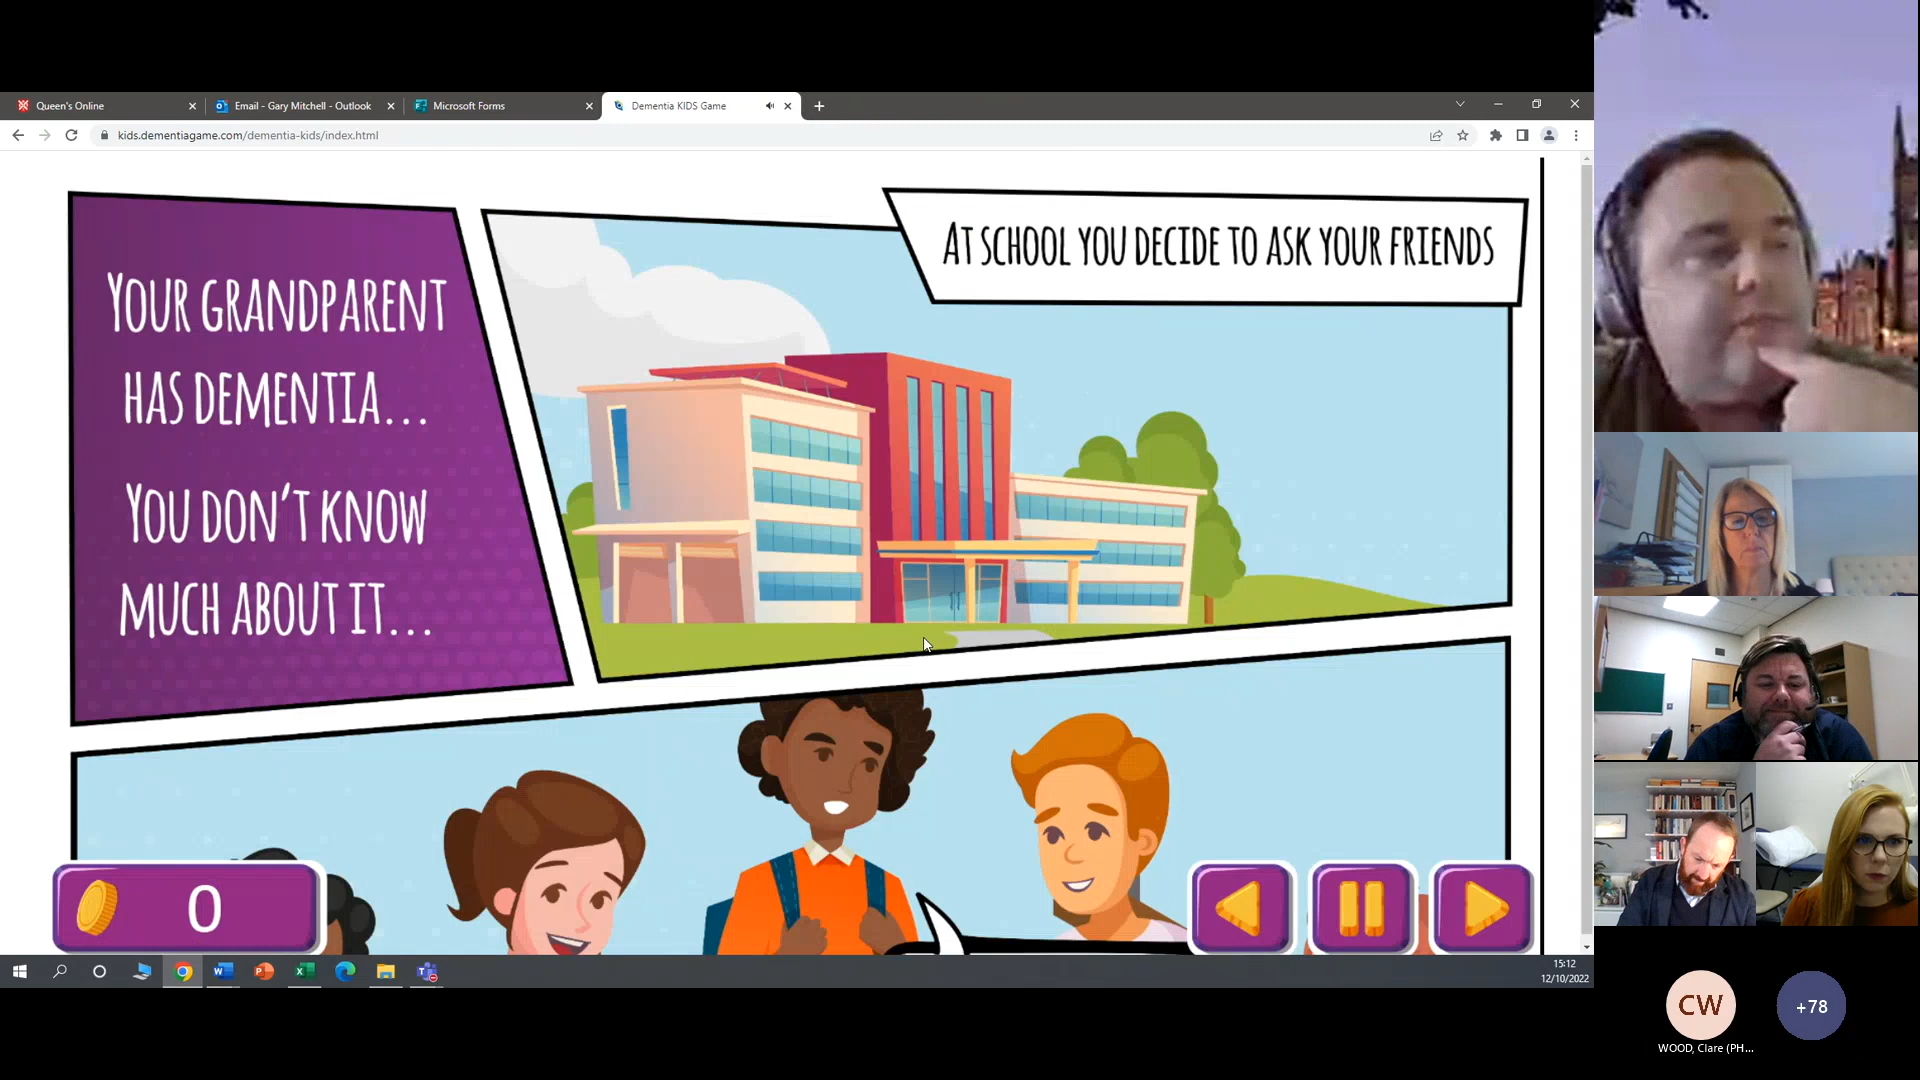 Queen's Online
Email - Gary Mitchell - Outlook
Microsoft Forms
Dementia KIDS Game
kids.dementiagame.com/dementia-kids/index.html
AT SCHOOL YOU DECIDE TO ASK YOUR FRIENDS
YOUR GRANDPARENT
HAS DEMENTIA...
YOU DON'T KNOW
MUCH ABOUT IT...
0
15:12
12/10/2022
CW
+78
WOOD, Clare (PH...